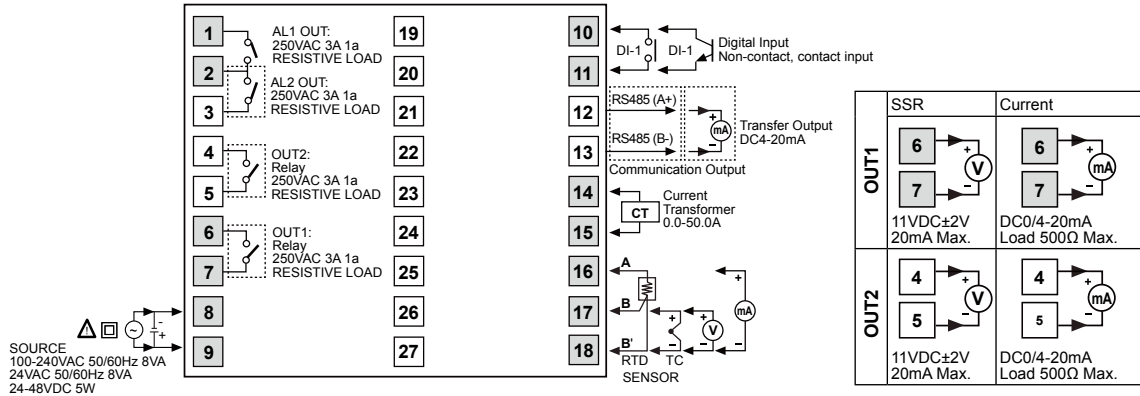 1
AL1 OUT:
250VAC 3A 1a
RESISTIVE LOAD
2
AL2 OUT:
250VAC 3A 1a
RESISTIVE LOAD
3
4
OUT2:
Relay
250VAC 3A 1a
RESISTIVE LOAD
5
6
OUT1:
Relay
250VAC 3A 1a
RESISTIVE LOAD
7
8
9
SOURCE
100-240VAC 50/60Hz 8VA
24VAC 50/60Hz 8VA
24-48VDC 5W
19
20
21
22
23
24
25
26
27
10
11
12
13
14
15
16
17
18
DI-1
DI-1
Digital Input
Non-contact, contact input
RS485 (A+)
RS485 (B-)
Communication Output
+
mA
−
Transfer Output
DC4-20mA
CT
Current
Transformer
0.0-50.0A
A
B
B'
RTD
TC
+
−
+
V
−
+
mA
−
SENSOR
SSR
Current
OUT1
6
7
+
V
−
11VDC±2V
20mA Max.
6
7
+
mA
−
DC0/4-20mA
Load 500Ω Max.
OUT2
4
5
+
V
−
11VDC±2V
20mA Max.
4
5
+
mA
−
DC0/4-20mA
Load 500Ω Max.